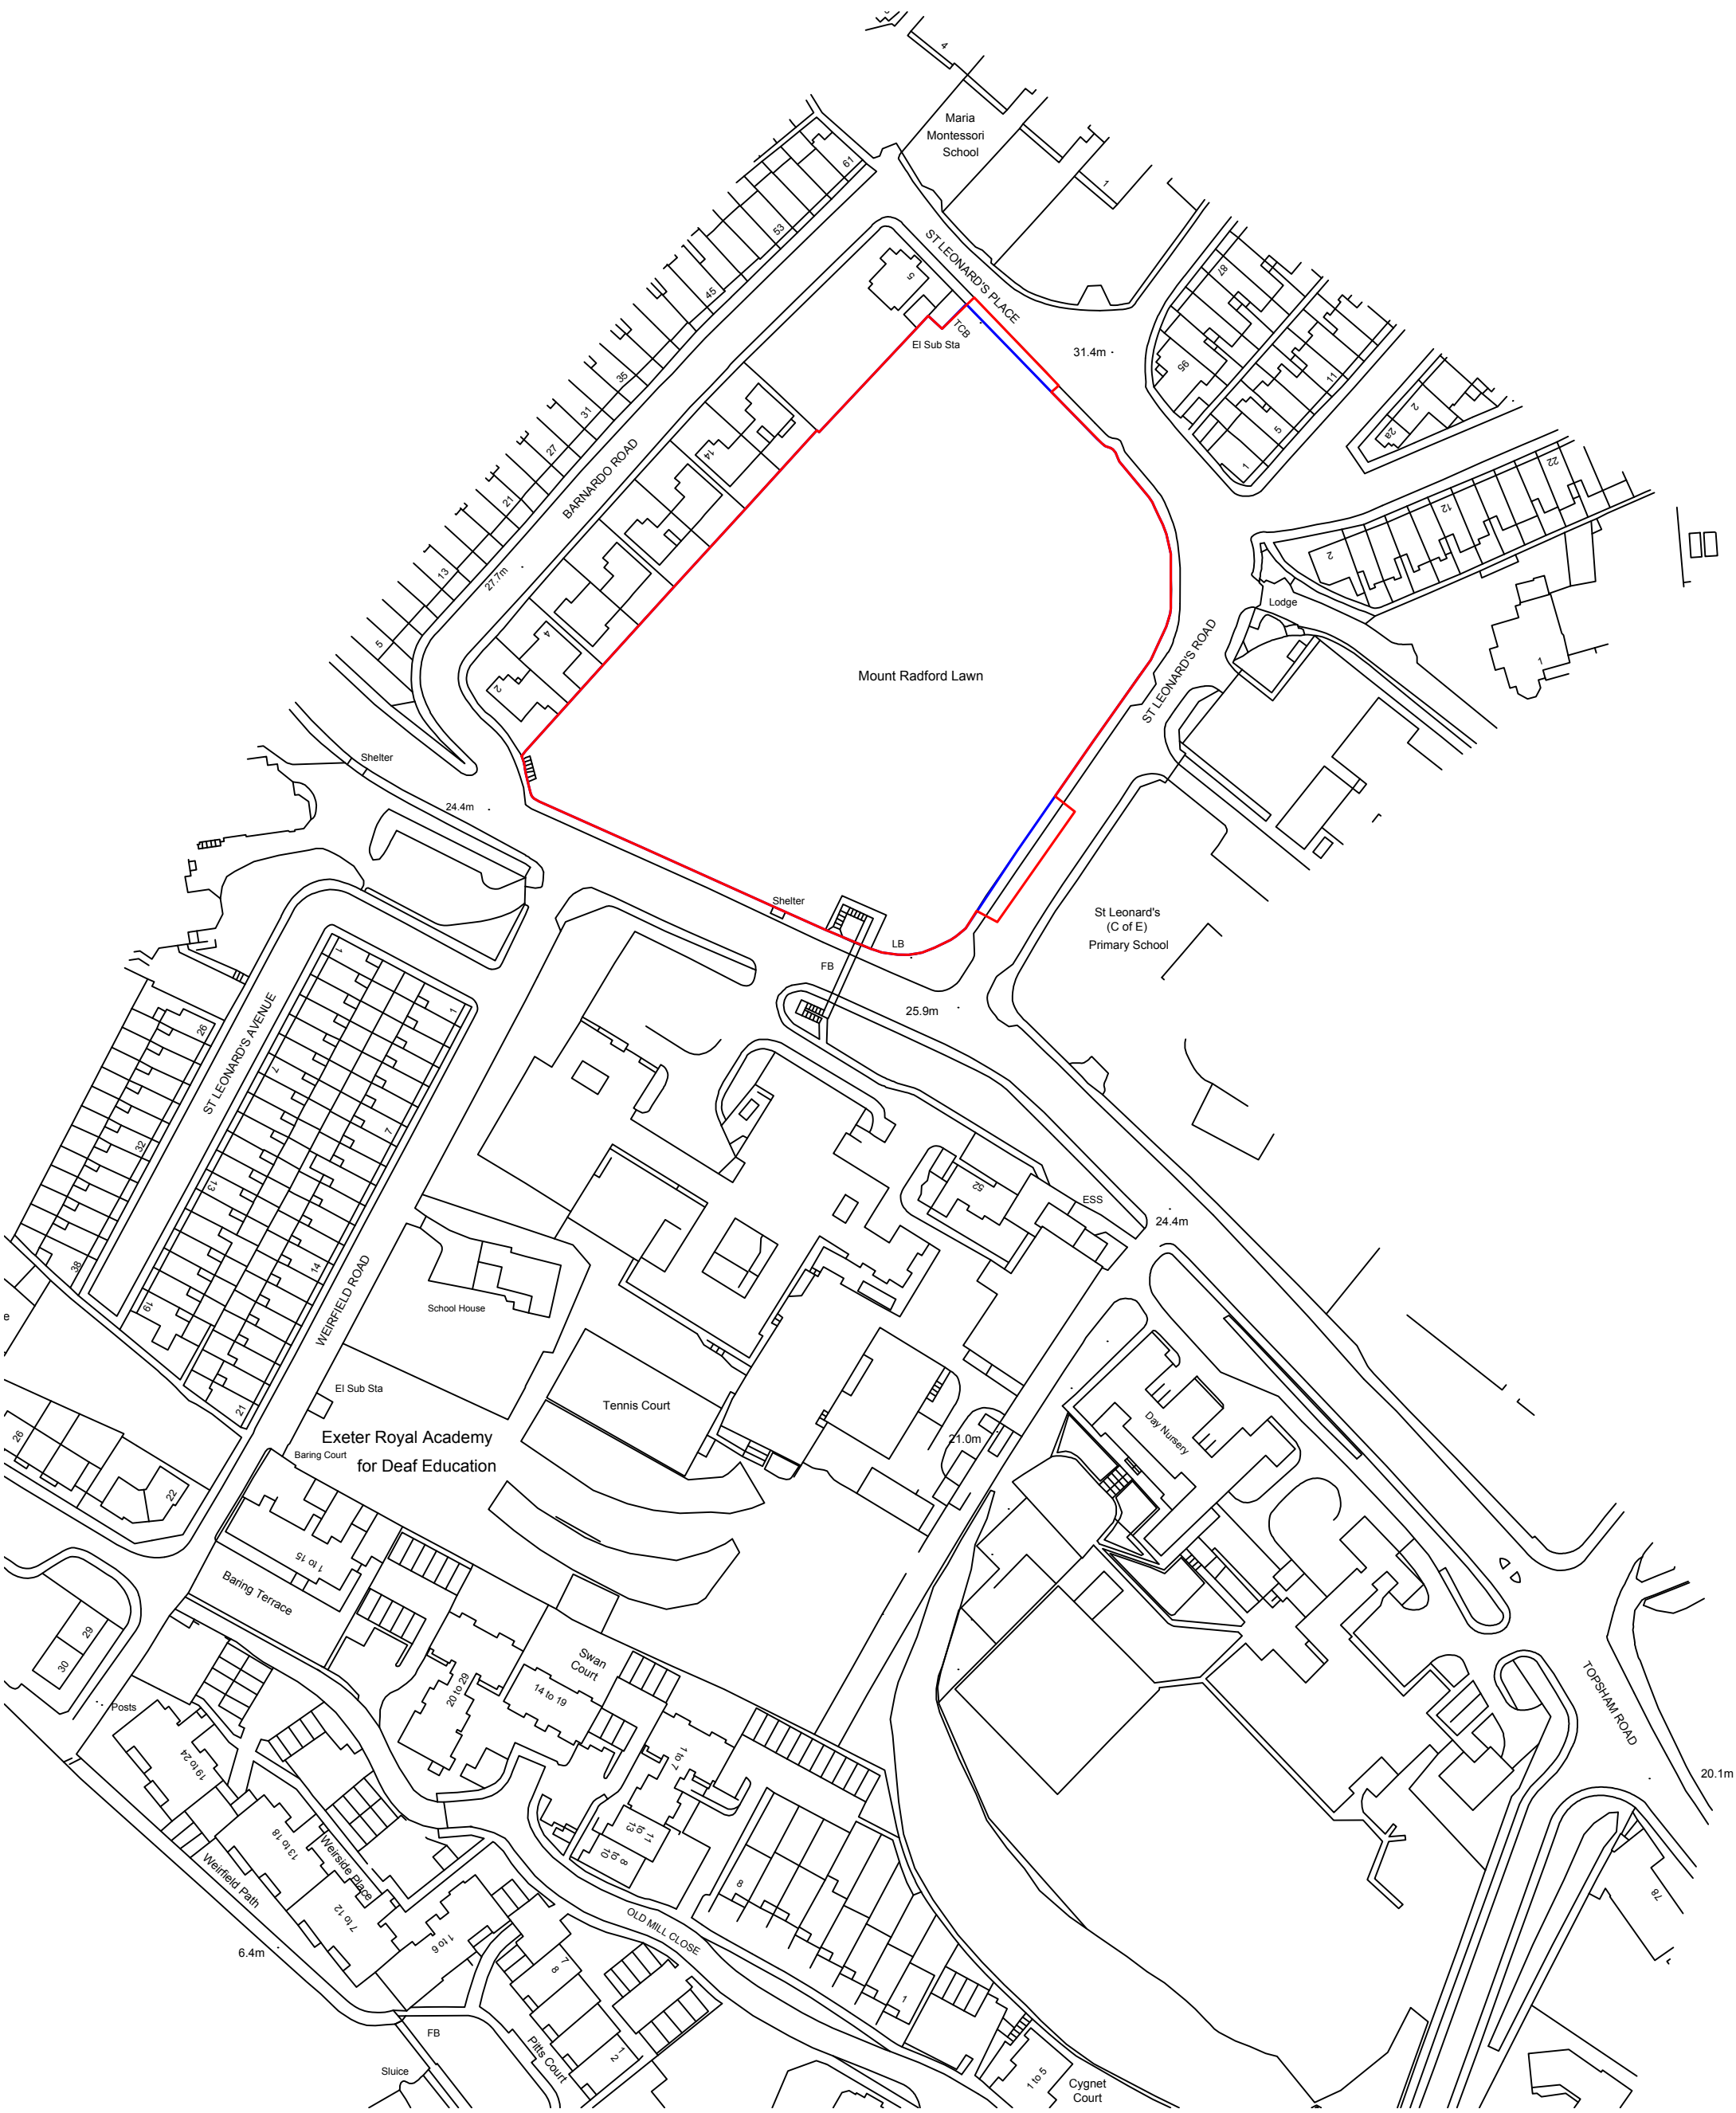 4
Maria
Montessori
School
1
61
53
45
35
31
27
21
13
5
ST LEONARD'S PLACE
5
TCB
El Sub Sta
31.4m
87
95
11
5
1
2
2a
22
12
2
BARNARDO ROAD
14
27.7m
4
2
Lodge
1
Mount Radford Lawn
ST LEONARD'S ROAD
Shelter
24.4m
Shelter
LB
FB
25.9m
St Leonard's
(C of E)
Primary School
1
1
26
ST LEONARD'S AVENUE
7
7
32
13
14
38
19
21
WEIRFIELD ROAD
52
ESS
24.4m
School House
El Sub Sta
Tennis Court
Exeter Royal Academy
for Deaf Education
Baring Court
21.0m
Day Nursery
26
22
1 to 15
Baring Terrace
29
30
Posts
Swan
Court
20 to 29
14 to 19
1 to 7
TOPSHAM ROAD
20.1m
19 to 24
13 to 18
Weirside Place
7 to 12
Weirfield Path
1 to 6
11
to
13
8
to
10
8
OLD MILL CLOSE
78
6.4m
7
8
1
FB
1
2
Pitts Court
Sluice
1 to 5
Cygnet
Court